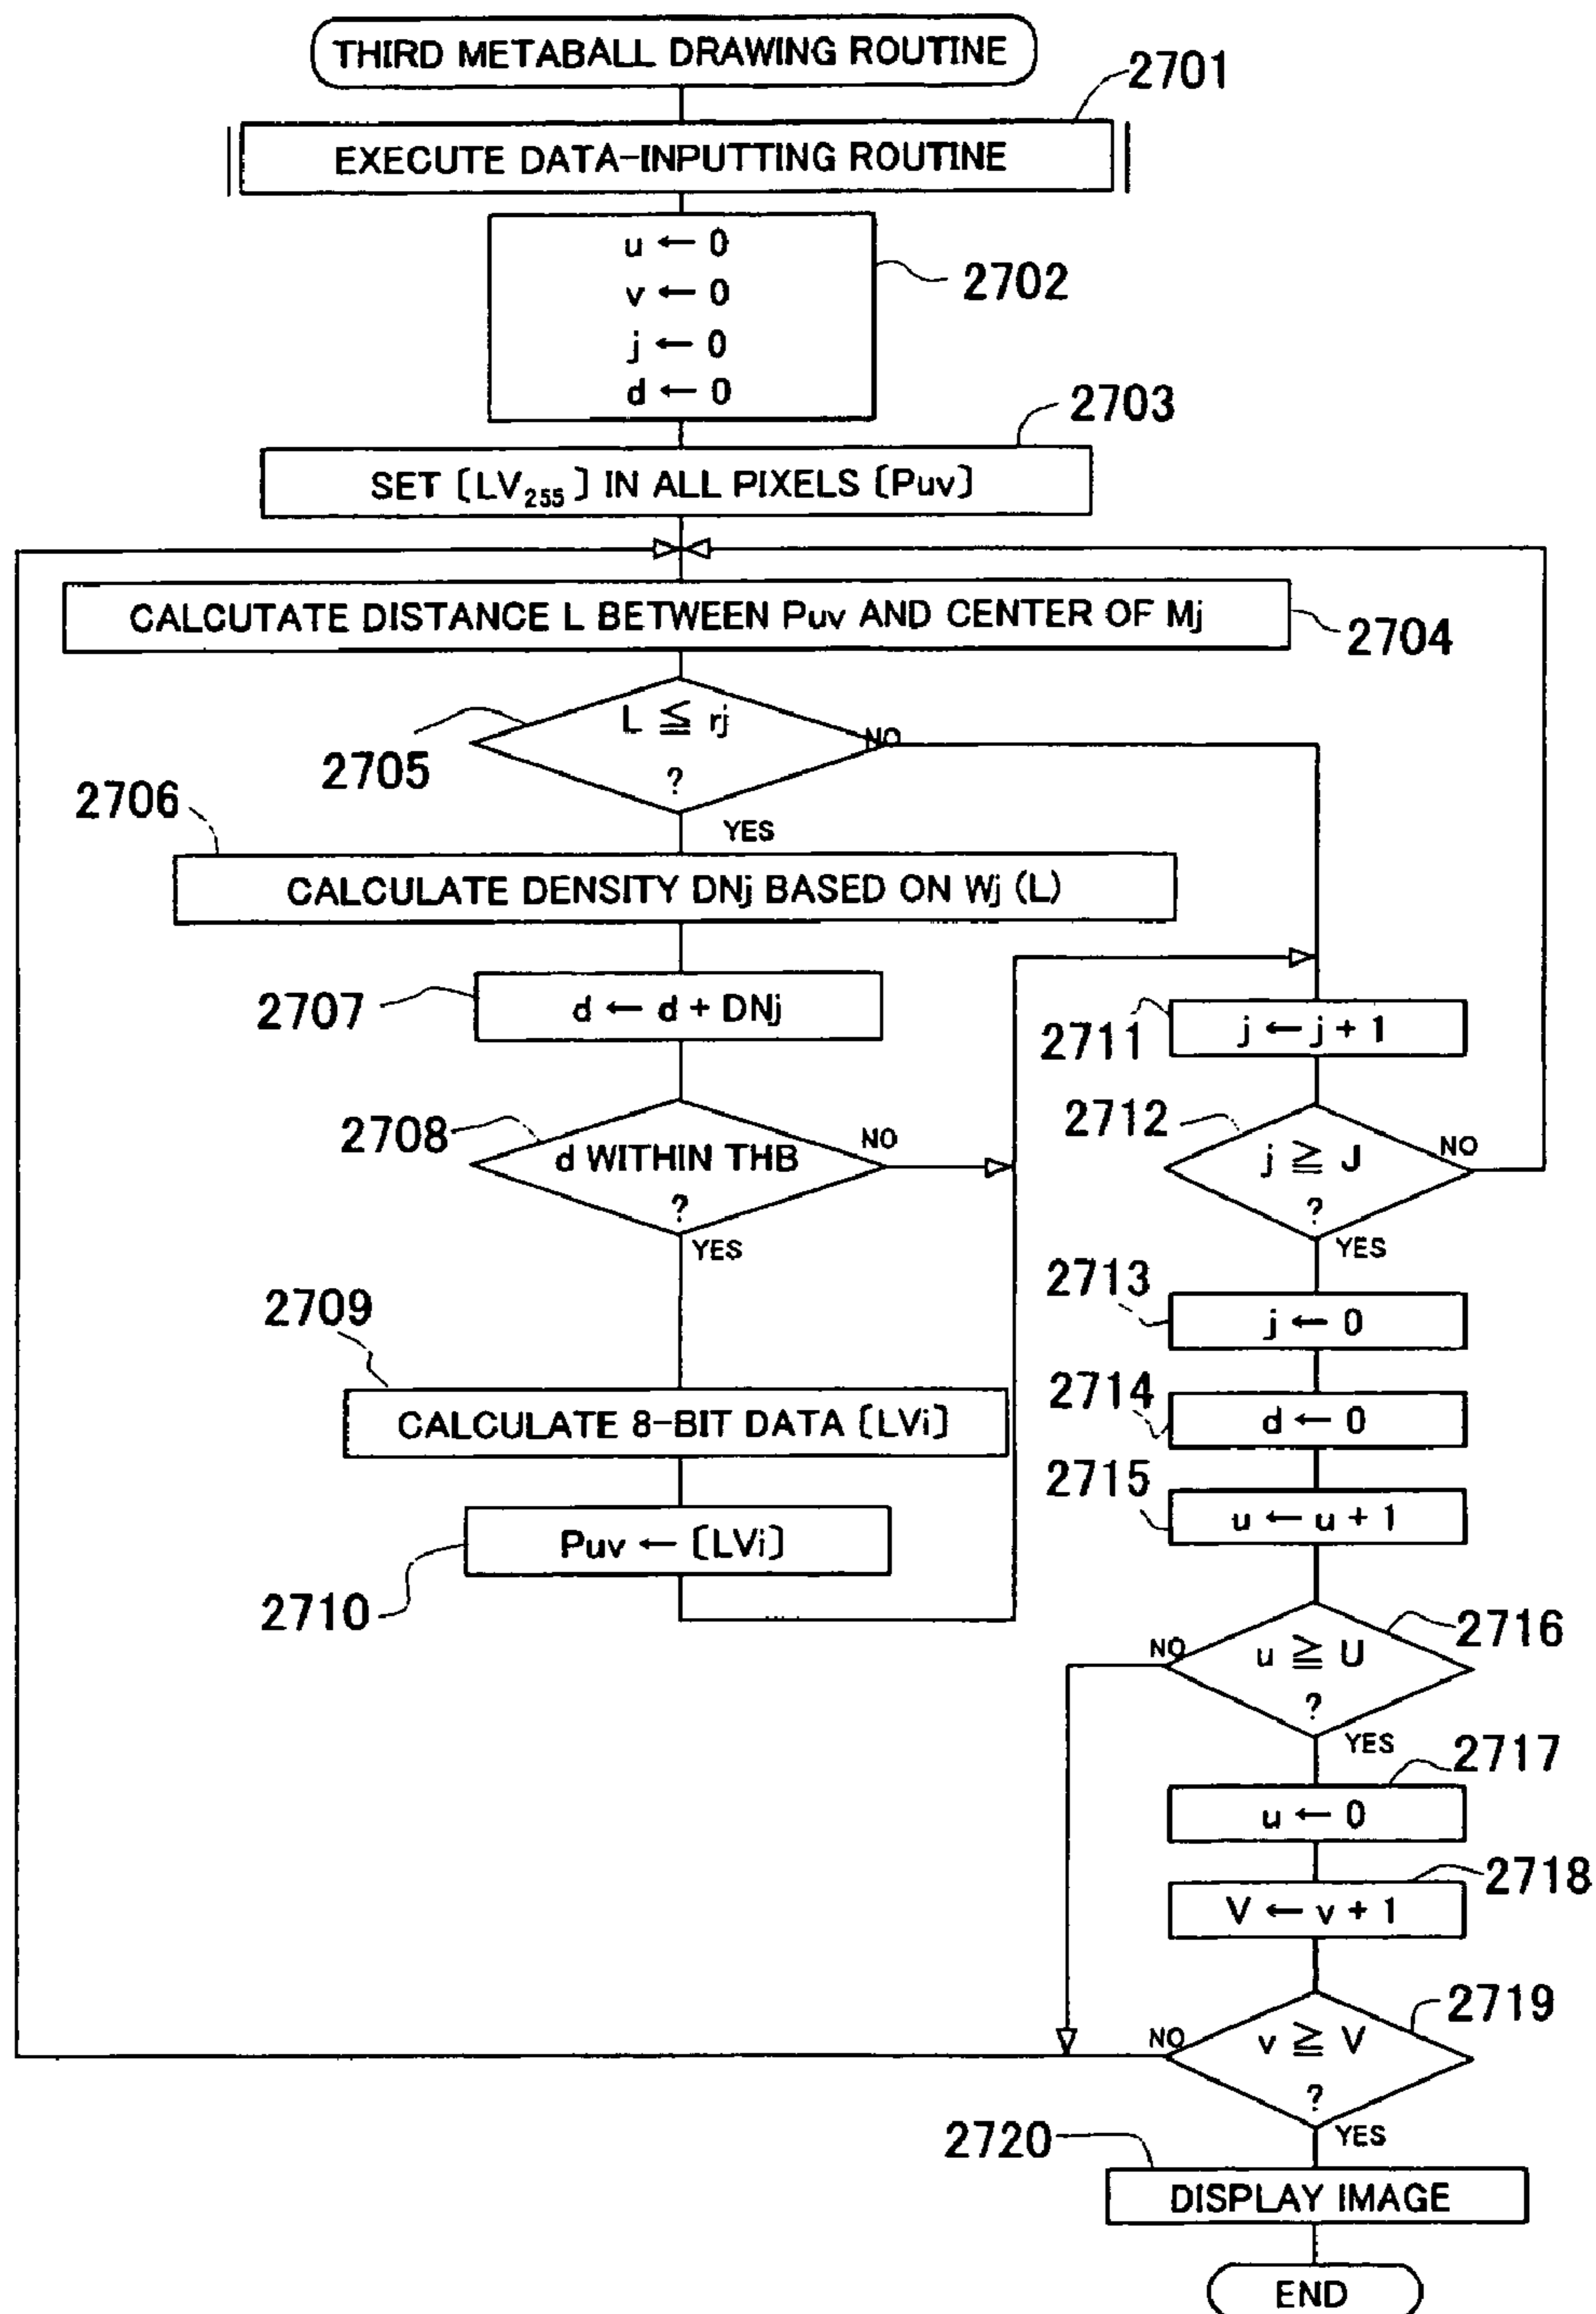 THIRD METABALL DRAWING ROUTINE
2701
EXECUTE DATA-INPUTTING ROUTINE
u ← 0
v ← 0
j ← 0
d ← 0
2702
2703
SET [LV255] IN ALL PIXELS [Puv]
CALCUTATE DISTANCE L BETWEEN Puv AND CENTER OF Mj
2704
L ≦ rj
?
NO
2705
YES
2706
CALCULATE DENSITY DNj BASED ON Wj (L)
2707
d ← d + DNj
2708
d WITHIN THB
?
NO
YES
2709
CALCULATE 8-BIT DATA [LVi]
Puv ← [LVi]
2710
2711
j ← j + 1
2712
j ≧ J
?
NO
YES
2713
j ← 0
2714
d ← 0
2715
u ← u + 1
2716
NO
u ≧ U
?
YES
2717
u ← 0
2718
V ← v + 1
2719
NO
v ≧ V
?
YES
2720
DISPLAY IMAGE
END